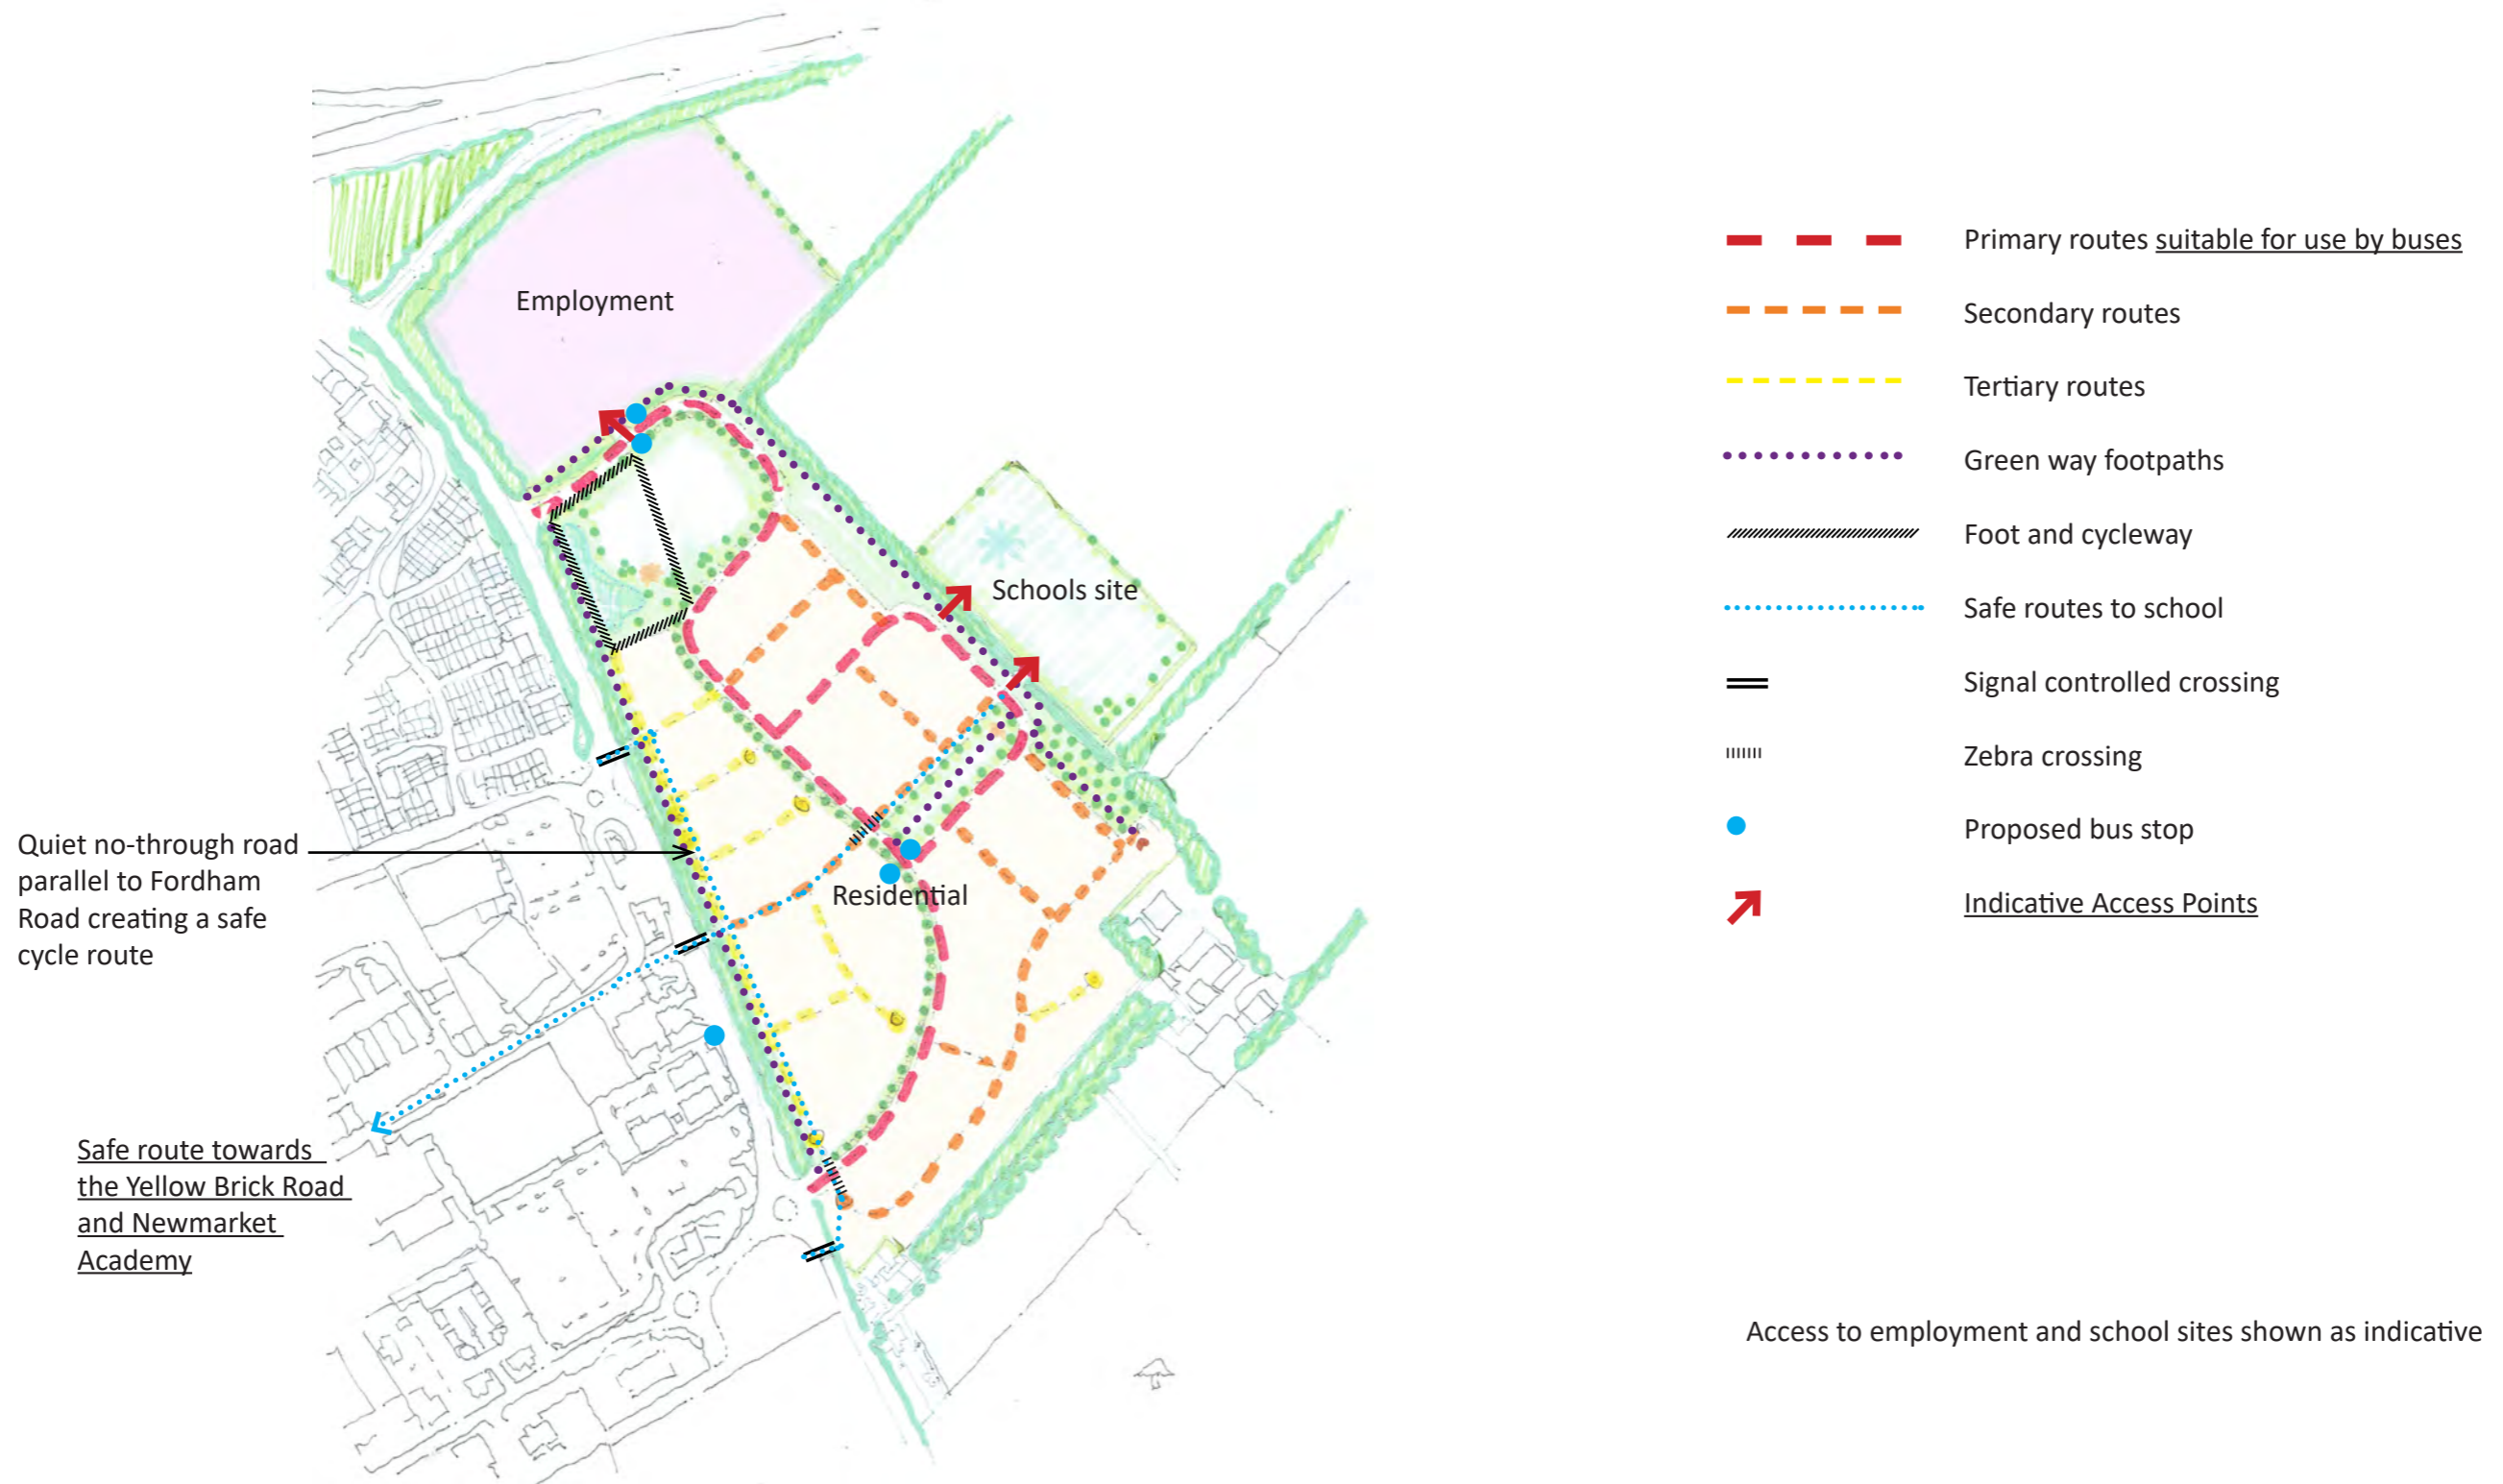 Employment
Schools site
Residential
Quiet no-through road
parallel to Fordham
Road creating a safe
cycle route
Safe route towards
the Yellow Brick Road
and Newmarket
Academy
Primary routes suitable for use by buses
Secondary routes
Tertiary routes
Green way footpaths
Foot and cycleway
Safe routes to school
Signal controlled crossing
Zebra crossing
Proposed bus stop
Indicative Access Points
Access to employment and school sites shown as indicative